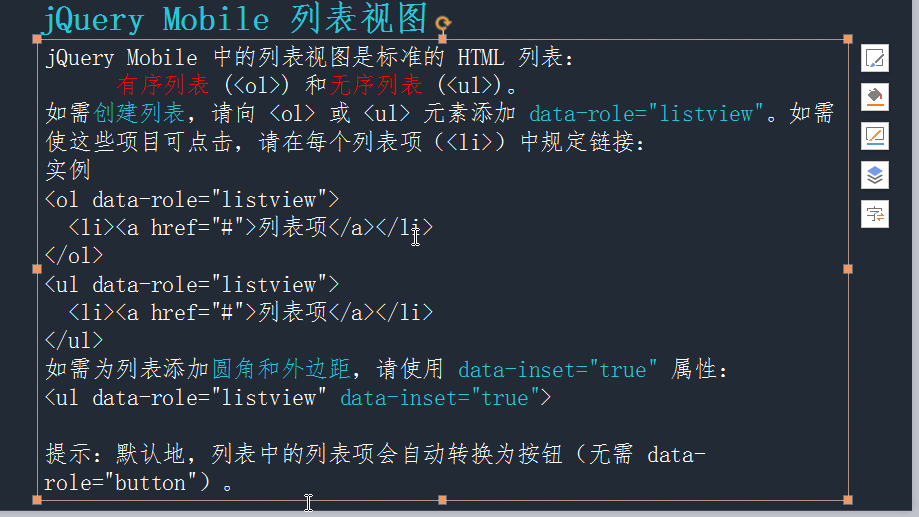 jQuery Mobile 列表视图
jQuery Mobile 中的列表视图是标准的 HTML 列表：
有序列表 (<ol>) 和无序列表 (<ul>)。
如需创建列表，请向 <ol> 或 <ul> 元素添加 data-role="listview"。如需
使这些项目可点击，请在每个列表项（<li>）中规定链接：
实例
<ol data-role="listview">
  <li><a href="#">列表项</a></li>
</ol>
<ul data-role="listview">
  <li><a href="#">列表项</a></li>
</ul>
如需为列表添加圆角和外边距，请使用 data-inset="true" 属性：
<ul data-role="listview" data-inset="true">
提示：默认地，列表中的列表项会自动转换为按钮（无需 data-
role="button"）。
字